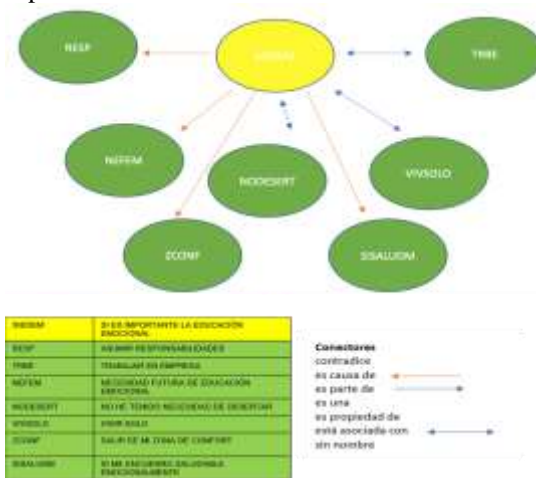 RESP
TRBE
NEFEM
NODESERT
VIVSOLO
ZCONF
SISALUDM
SI ES IMPORTANTE LA EDUCACIÓN
EMOCIONAL
RESP ASUMIR RESPONSABILIDADES
TRBE TRABAJAR EN EMPRESA
NEFEM NECESIDAD FUTURA DE EDUCACIÓN
EMOCIONAL
NODESERT NO HE TENIDO NECESIDAD DE DESERTAR
VIVSOLO VIVIR SOLO
ZCONF SALIR DE MI ZONA DE CONFORT
SISALUDM SI ME ENCUENTRO SALUDABLE
EMOCIONALMENTE
Conectores
contradice
es causa de
es parte de
es una
es propiedad de
está asociada con
sin nombre